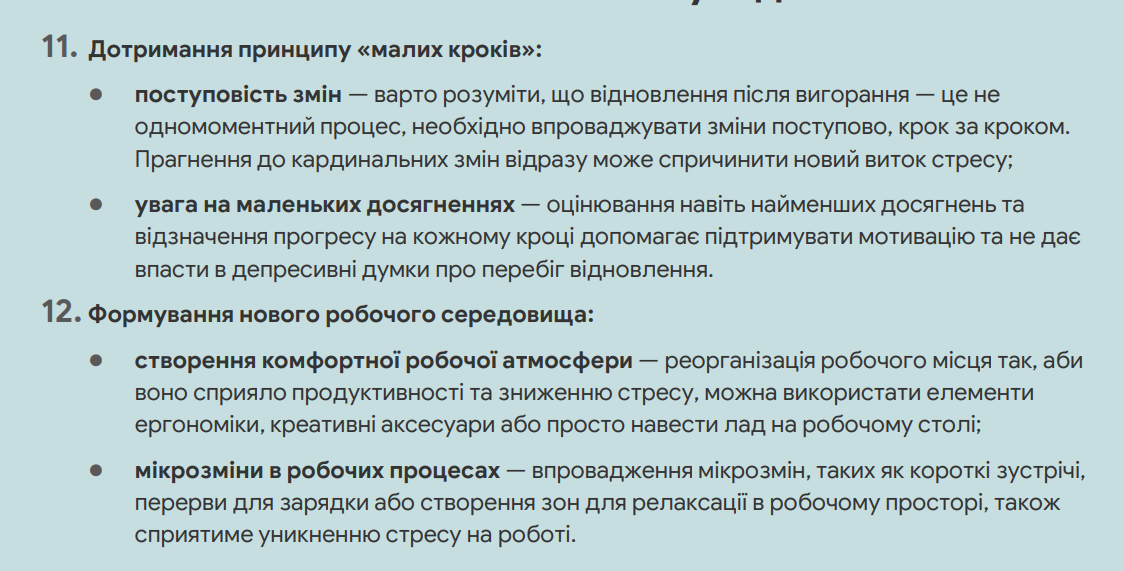 11. Дотримання принципу «малих кроків»:
● поступовість змін — варто розуміти, що відновлення після вигорання — це не
одномоментний процес, необхідно впроваджувати зміни поступово, крок за кроком.
Прагнення до кардинальних змін відразу може спричинити новий виток стресу;
● увага на маленьких досягненнях — оцінювання навіть найменших досягнень та
відзначення прогресу на кожному кроці допомагає підтримувати мотивацію та не дає
впасти в депресивні думки про перебіг відновлення.
12. Формування нового робочого середовища:
● створення комфортної робочої атмосфери — реорганізація робочого місця так, аби
воно сприяло продуктивності та зниженню стресу, можна використати елементи
ергономіки, креативні аксесуари або просто навести лад на робочому столі;
● мікрозміни в робочих процесах — впровадження мікрозмін, таких як короткі зустрічі,
перерви для зарядки або створення зон для релаксації в робочому просторі, також
сприятиме уникненню стресу на роботі.